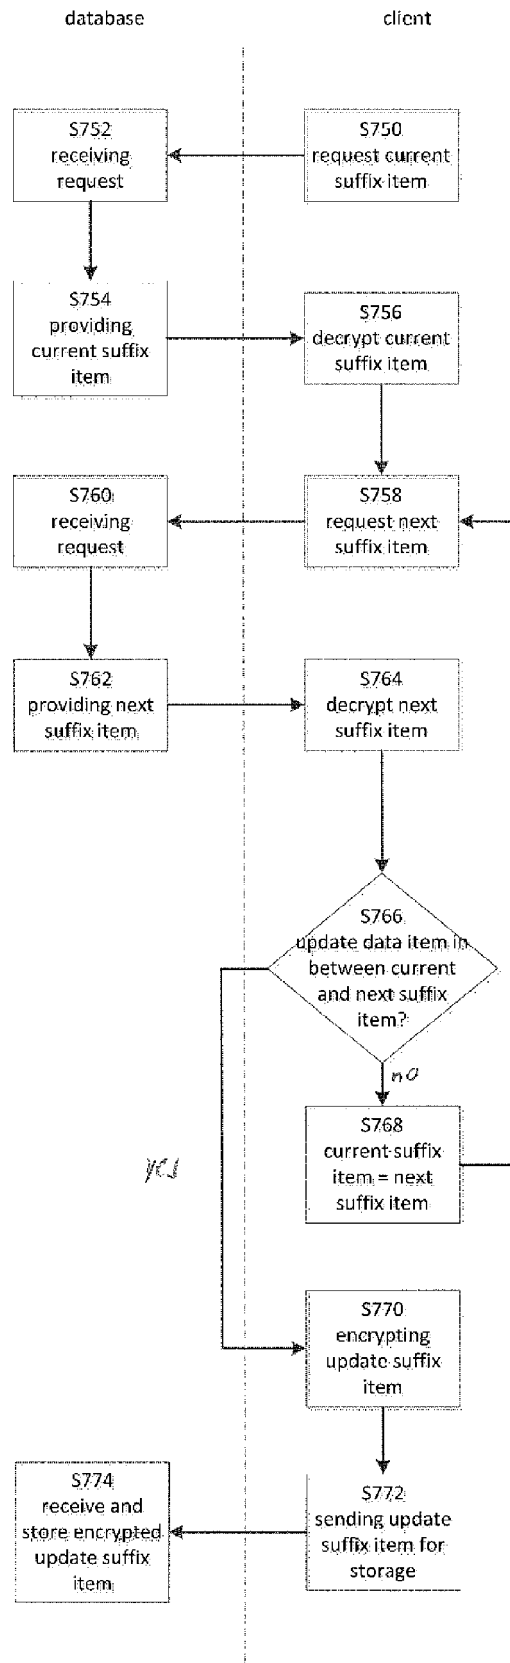 database
client
S752
receiving
request
S750
request current
suffix item
S754
providing
current suffix
item
S756
decrypt current
suffix item
S760
receiving
request
S758
request next
suffix item
S762
providing next
suffix item
S764
decrypt next
suffix item
S766
update data item in
between current
and next suffix
item?
no
S768
current suffix
item = next
suffix item
yes
S770
encrypting
update suffix
item
S774
receive and
store encrypted
update suffix
item
S772
sending update
suffix item for
storage